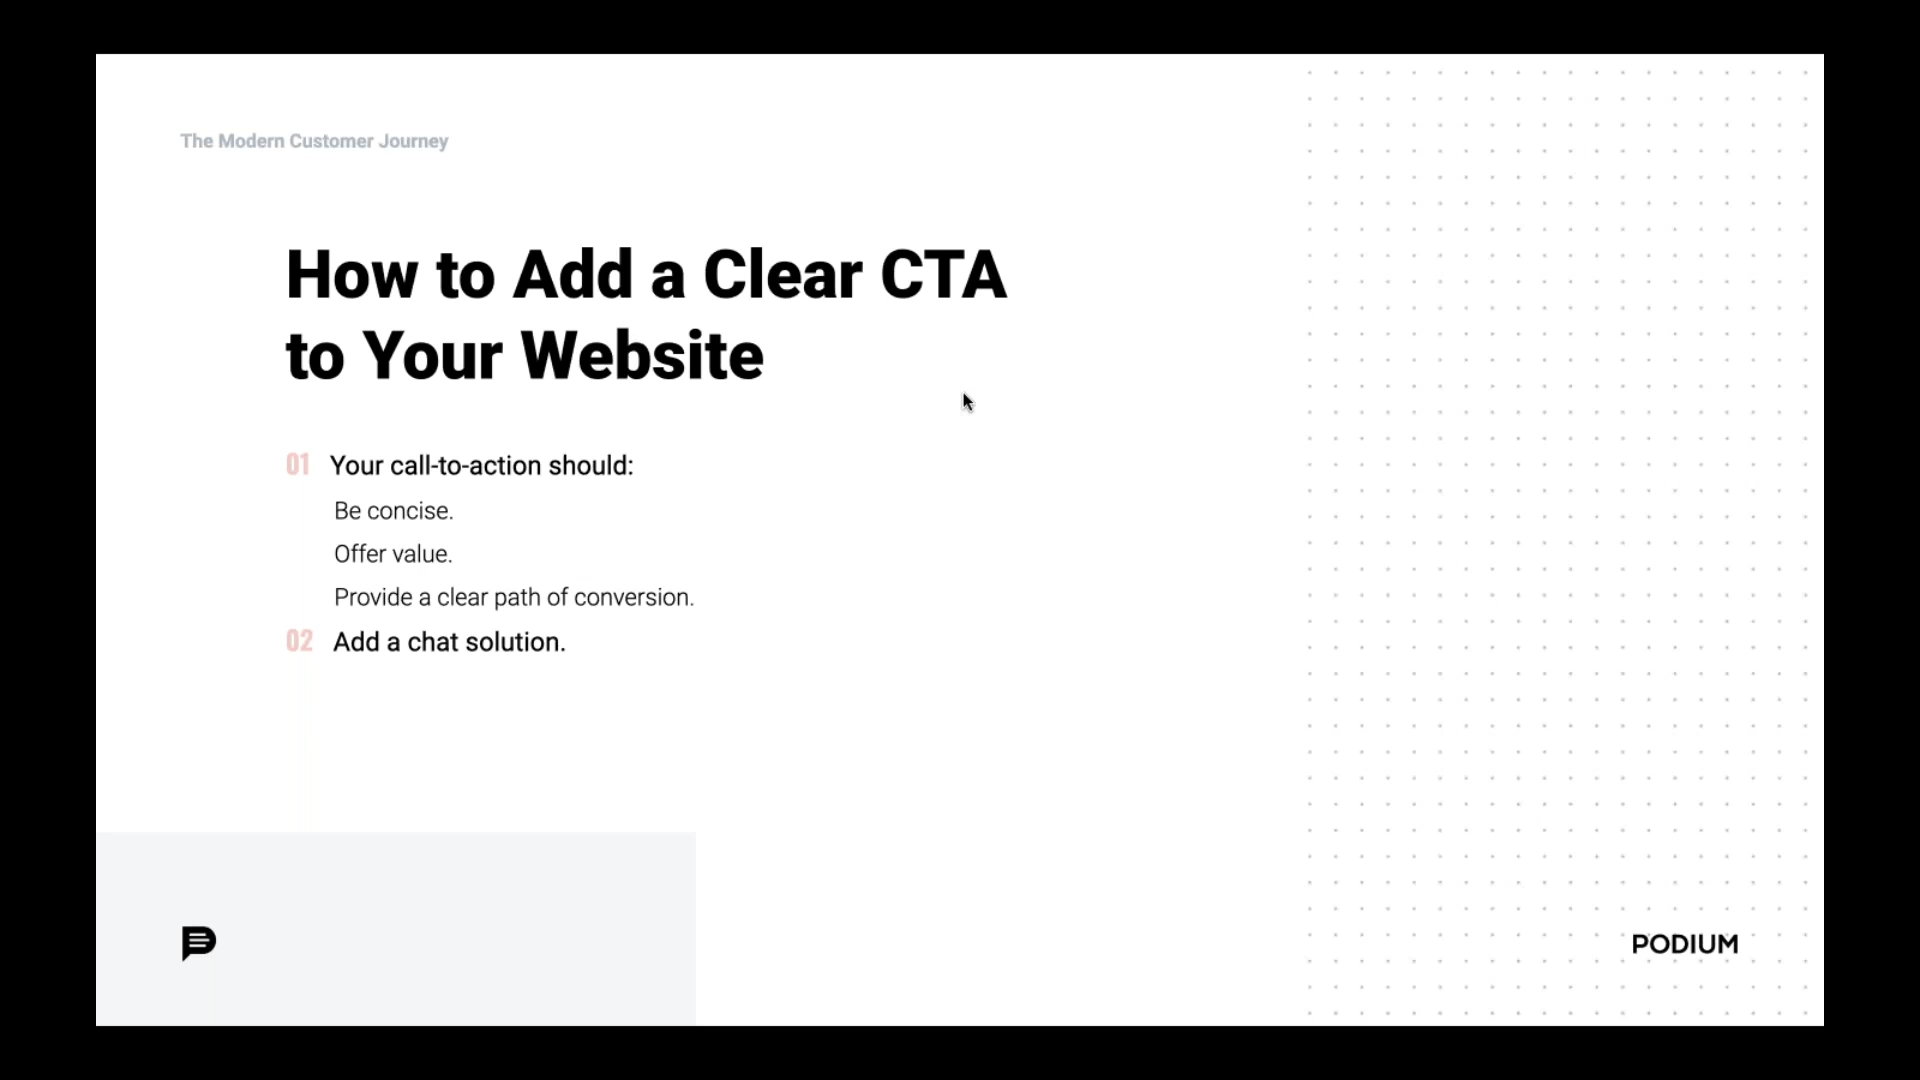 The Modern Customer Journey
How to Add a Clear CTA
to Your Website
01 Your call-to-action should:
Be concise.
Offer value.
Provide a clear path of conversion.
02 Add a chat solution.
PODIUM